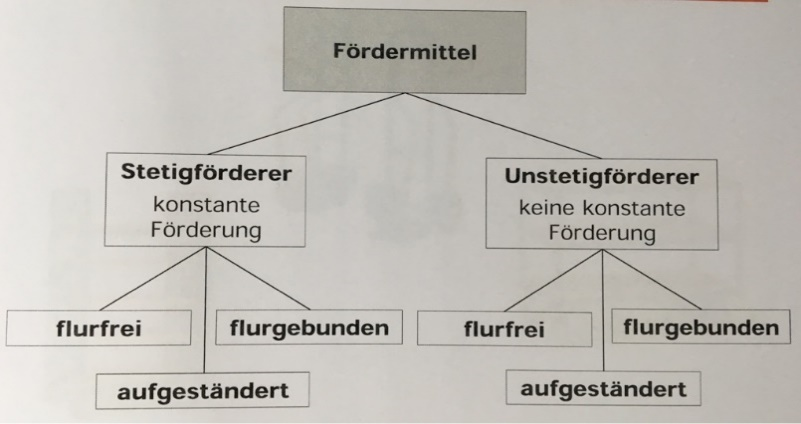 Fördermittel
Stetigförderer
konstante
Förderung
Unstetigförderer
keine konstante
Förderung
flurfrei
flurgebunden
aufgeständert
flurfrei
flurgebunden
aufgeständert